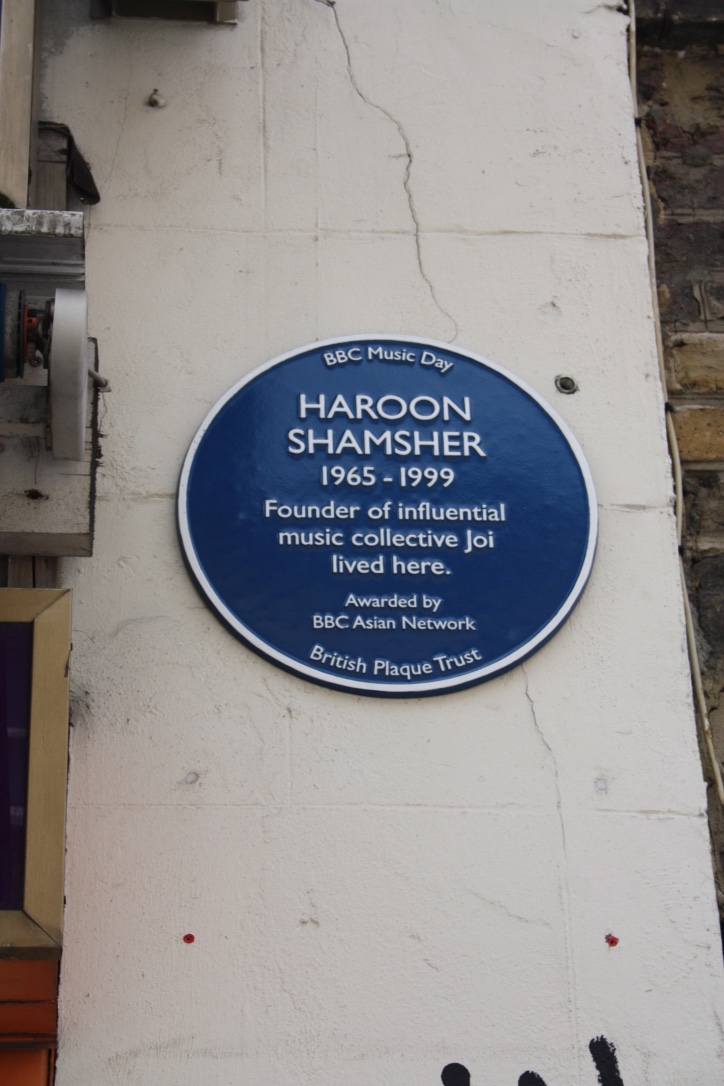 BBC Music Day
HAROON
SHAMSHER
1965 - 1999
Founder of influential
music collective Joi
lived here.
Awarded by
BBC Asian Network
British Plaque Trust